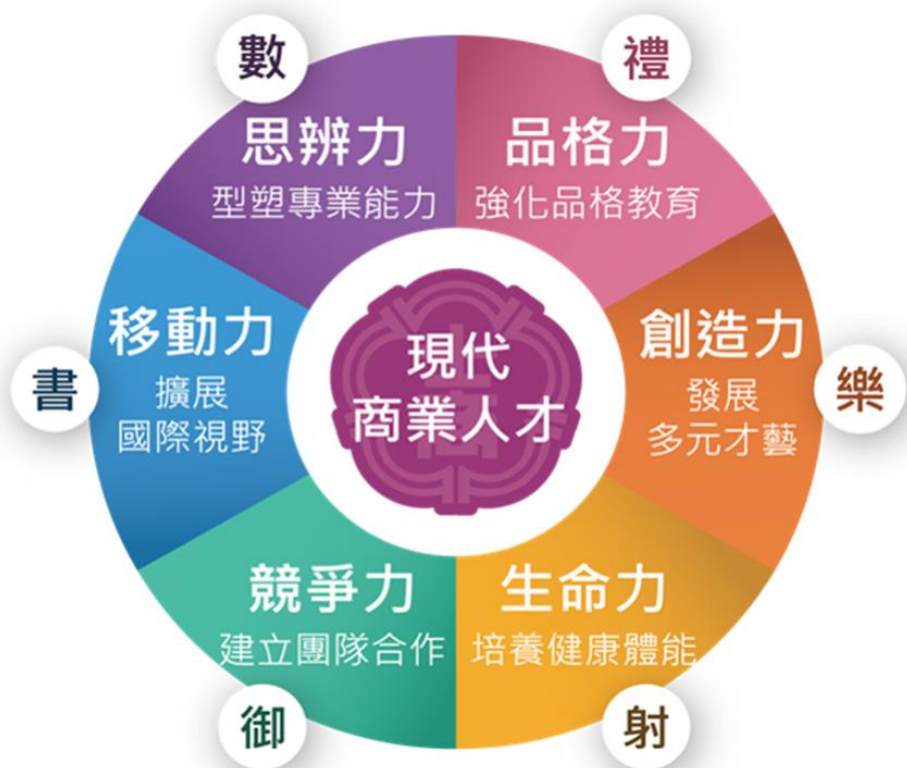 數
思辨力
型塑專業能力
禮
品格力
強化品格教育
樂
創造力
發展
多元才藝
射
生命力
培養健康體能
御
競爭力
建立團隊合作
書
移動力
擴展
國際視野
現代
商業人才
商